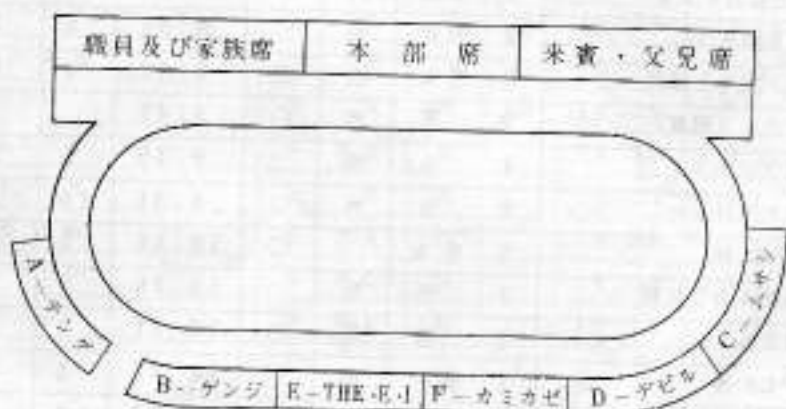 職員及び家族席
本部席
来賓・父兄席
A－テング
C－ムサシ
B－ゲンジ
E－THE・E・I
F－カミカゼ
D－デビル